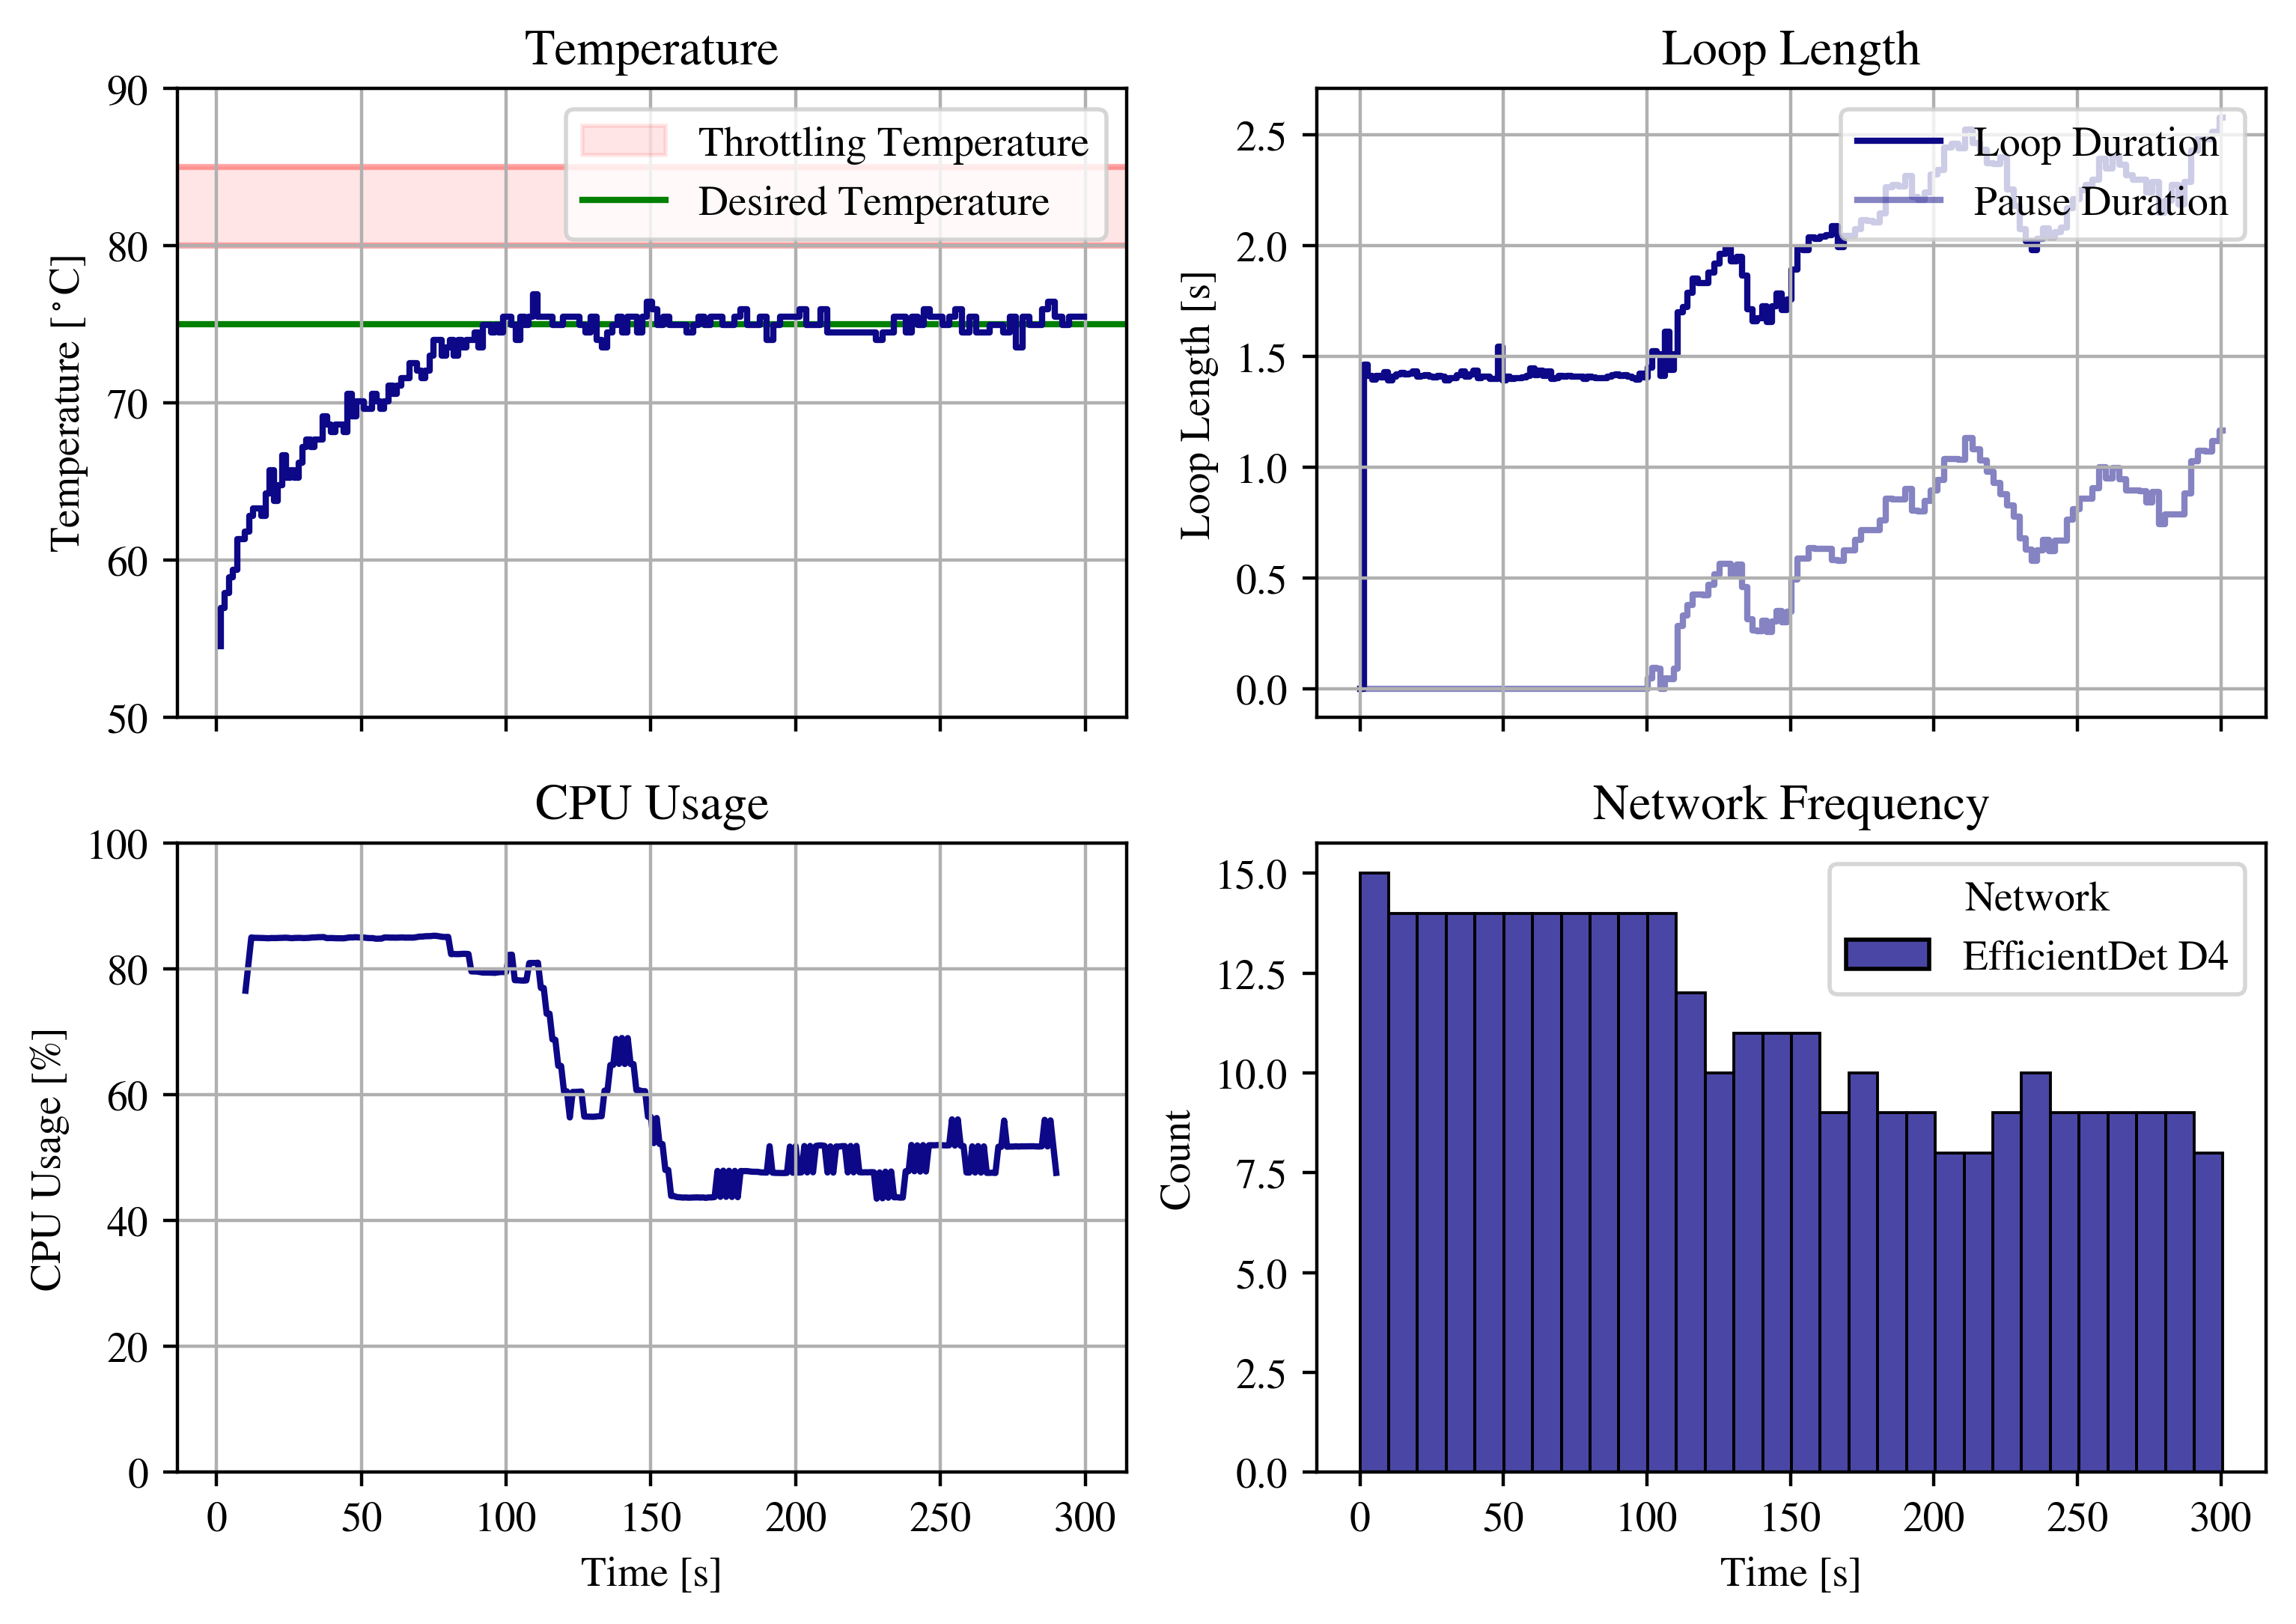 Temperature
90
80
70
60
50
Temperature [°C]
Throttling Temperature
Desired Temperature
Loop Length
2.5
2.0
1.5
1.0
0.5
0.0
Loop Length [s]
Loop Duration
Pause Duration
CPU Usage
100
80
60
40
20
0
CPU Usage [%]
0 50 100 150 200 250 300
Time [s]
Network Frequency
15.0
12.5
10.0
7.5
5.0
2.5
0.0
Count
Network
EfficientDet D4
0 50 100 150 200 250 300
Time [s]